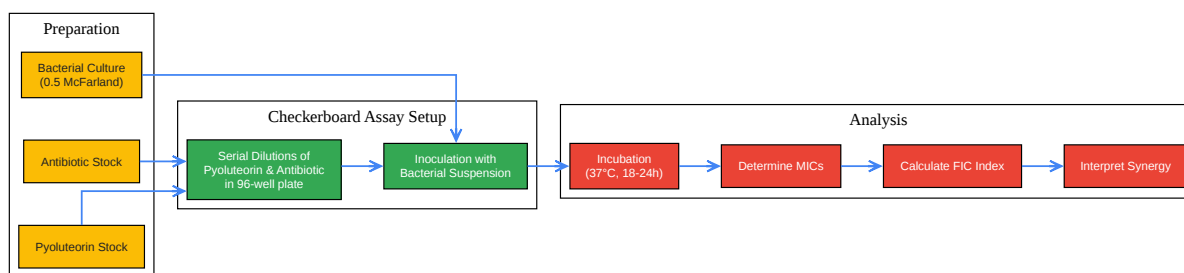 Preparation
Bacterial Culture
(0.5 McFarland)
Antibiotic Stock
Pyoluteorin Stock
Checkerboard Assay Setup
Serial Dilutions of
Pyoluteorin & Antibiotic
in 96-well plate
Inoculation with
Bacterial Suspension
Analysis
Incubation
(37°C, 18-24h)
Determine MICs
Calculate FIC Index
Interpret Synergy